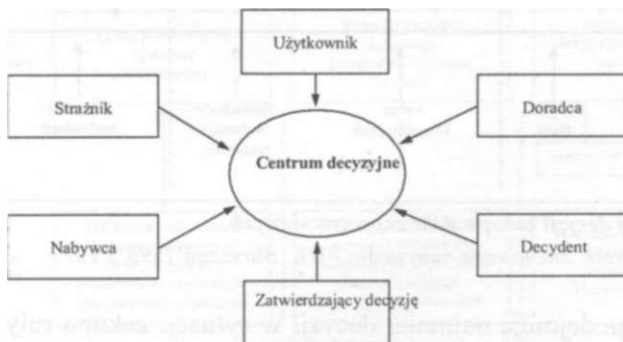 Użytkownik
Strażnik
Doradca
Centrum decyzyjne
Nabywca
Decydent
Zatwierdzający decyzję